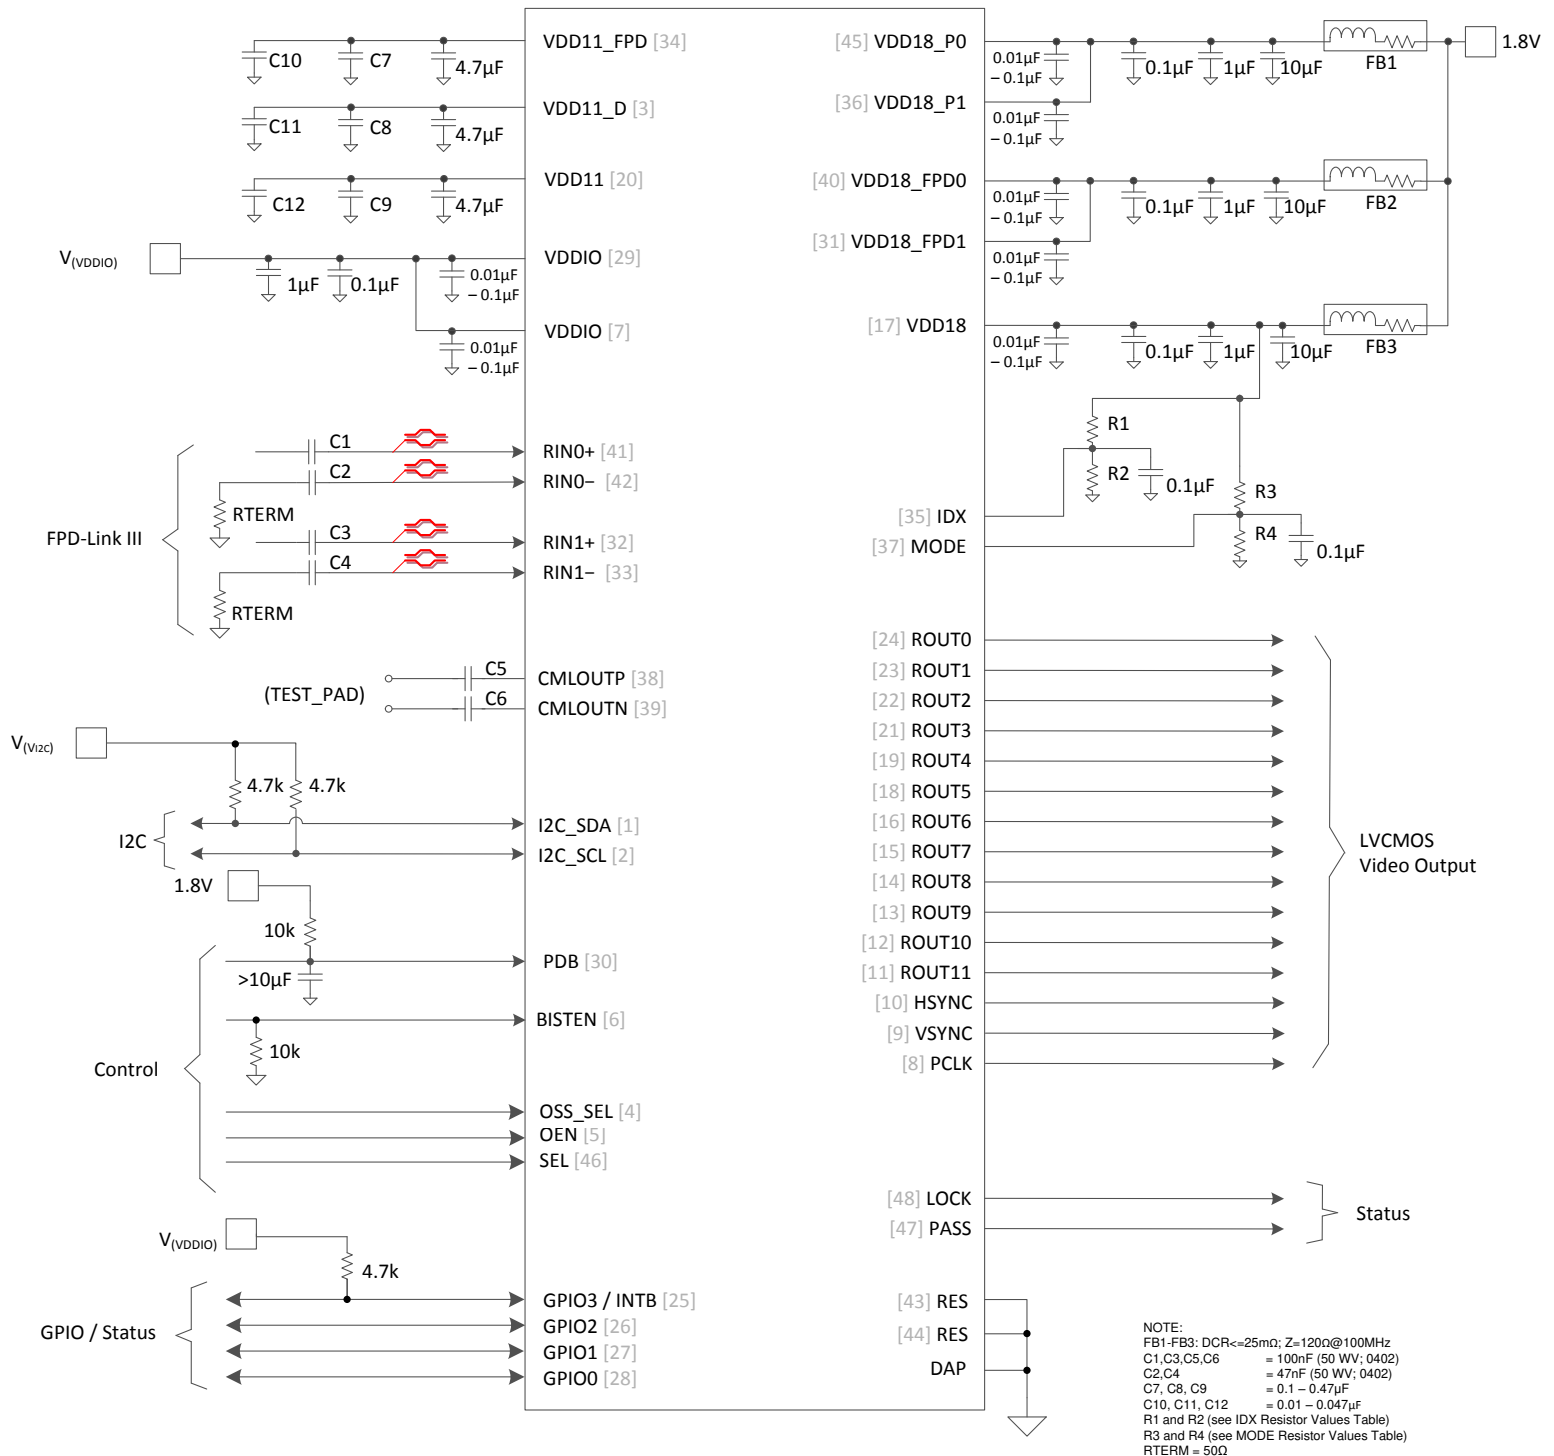 VDD11_FPD [34]
C10
C7
4.7µF
VDD11_D [3]
C11
C8
4.7µF
VDD11 [20]
C12
C9
4.7µF
V(VDDIO)
VDDIO [29]
1µF
0.1µF
0.01µF
– 0.1µF
VDDIO [7]
0.01µF
– 0.1µF
FPD-Link III
C1
RIN0+ [41]
C2
RIN0− [42]
RTERM
C3
RIN1+ [32]
C4
RIN1− [33]
RTERM
(TEST_PAD)
C5
CMLOUTP [38]
C6
CMLOUTN [39]
V(VI2C)
4.7k
4.7k
I2C
I2C_SDA [1]
I2C_SCL [2]
1.8V
10k
PDB [30]
>10µF
BISTEN [6]
10k
Control
OSS_SEL [4]
OEN [5]
SEL [46]
V(VDDIO)
4.7k
GPIO / Status
GPIO3 / INTB [25]
GPIO2 [26]
GPIO1 [27]
GPIO0 [28]
[45] VDD18_P0
0.01µF
– 0.1µF
0.1µF
1µF
10µF
FB1
1.8V
[36] VDD18_P1
0.01µF
– 0.1µF
[40] VDD18_FPD0
0.01µF
– 0.1µF
0.1µF
1µF
10µF
FB2
[31] VDD18_FPD1
0.01µF
– 0.1µF
[17] VDD18
0.01µF
– 0.1µF
0.1µF
1µF
10µF
FB3
R1
R2
0.1µF
R3
[35] IDX
R4
0.1µF
[37] MODE
[24] ROUT0
[23] ROUT1
[22] ROUT2
[21] ROUT3
[19] ROUT4
[18] ROUT5
[16] ROUT6
[15] ROUT7
[14] ROUT8
[13] ROUT9
[12] ROUT10
[11] ROUT11
[10] HSYNC
[9] VSYNC
[8] PCLK
LVCMOS
Video Output
[48] LOCK
[47] PASS
Status
[43] RES
[44] RES
DAP
NOTE:
FB1-FB3: DCR<=25mΩ; Z=120Ω@100MHz
C1,C3,C5,C6 = 100nF (50 WV; 0402)
C2,C4 = 47nF (50 WV; 0402)
C7, C8, C9 = 0.1 – 0.47µF
C10, C11, C12 = 0.01 – 0.047µF
R1 and R2 (see IDX Resistor Values Table)
R3 and R4 (see MODE Resistor Values Table)
RTERM = 50Ω